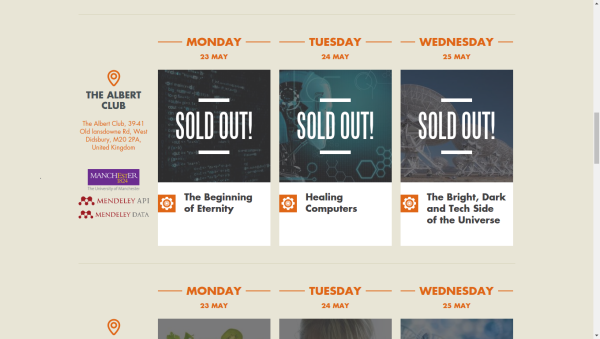 MONDAY
23 MAY
TUESDAY
24 MAY
WEDNESDAY
25 MAY
THE ALBERT
CLUB
The Albert Club, 39-41
Old lansdowne Rd, West
Didsbury, M20 2PA,
United Kingdom
MANCHESTER
1824
The University of Manchester
MENDELEY API
MENDELEY DATA
SOLD OUT!
The Beginning
of Eternity
SOLD OUT!
Healing
Computers
SOLD OUT!
The Bright, Dark
and Tech Side
of the Universe
MONDAY
23 MAY
TUESDAY
24 MAY
WEDNESDAY
25 MAY